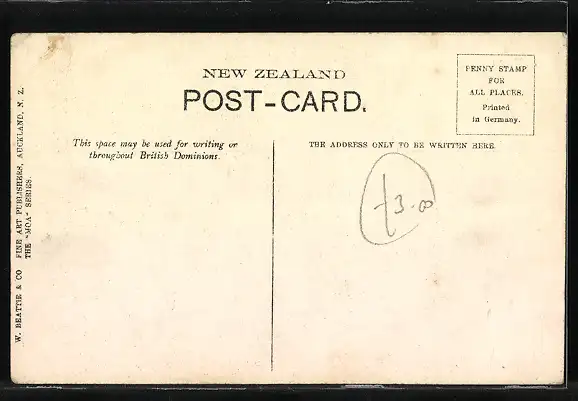 NEW ZEALAND
POST-CARD.
PENNY STAMP
FOR
ALL PLACES.
Printed
in Germany.
This space may be used for writing or
throughout British Dominions.
THE ADDRESS ONLY TO BE WRITTEN HERE.
3.00
W. BEATTIE & CO FINE ART PUBLISHERS, AUCKLAND, N. Z.
THE "MOA" SERIES.